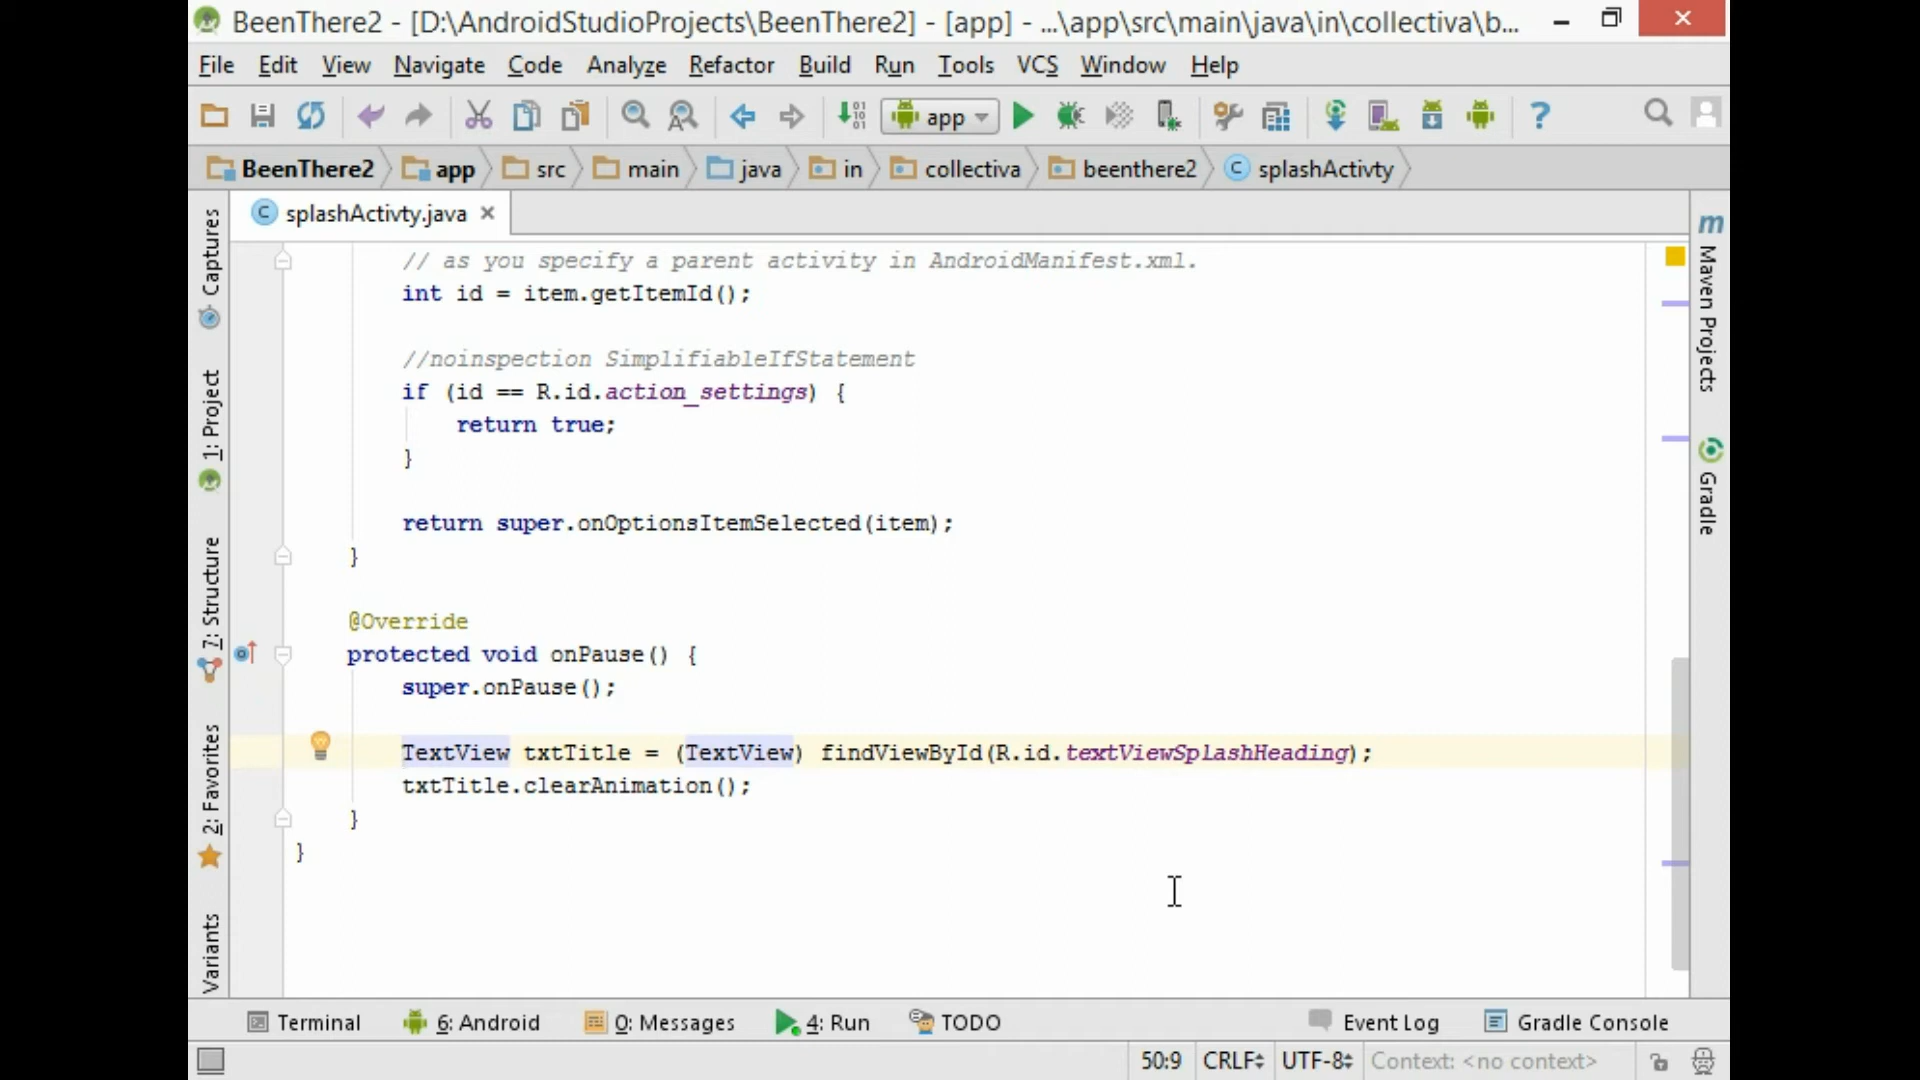 BeenThere2 - [D:\AndroidStudioProjects\BeenThere2] - [app] - ...\app\src\main\java\in\collectiva\b...
File Edit View Navigate Code Analyze Refactor Build Run Tools VCS Window Help
app
BeenThere2 app src main java in collectiva beenthere2 splashActivty
splashActivty.java
// as you specify a parent activity in AndroidManifest.xml.
int id = item.getItemId();
//noinspection SimplifiableIfStatement
if (id == R.id.action_settings) {
return true;
}
return super.onOptionsItemSelected(item);
}
@Override
protected void onPause() {
super.onPause();
TextView txtTitle = (TextView) findViewById(R.id.textViewSplashHeading);
txtTitle.clearAnimation();
}
}
Captures
1: Project
7: Structure
2: Favorites
Variants
Maven Projects
Gradle
Terminal 6: Android 0: Messages 4: Run TODO Event Log Gradle Console
50:9 CRLF UTF-8 Context: <no context>